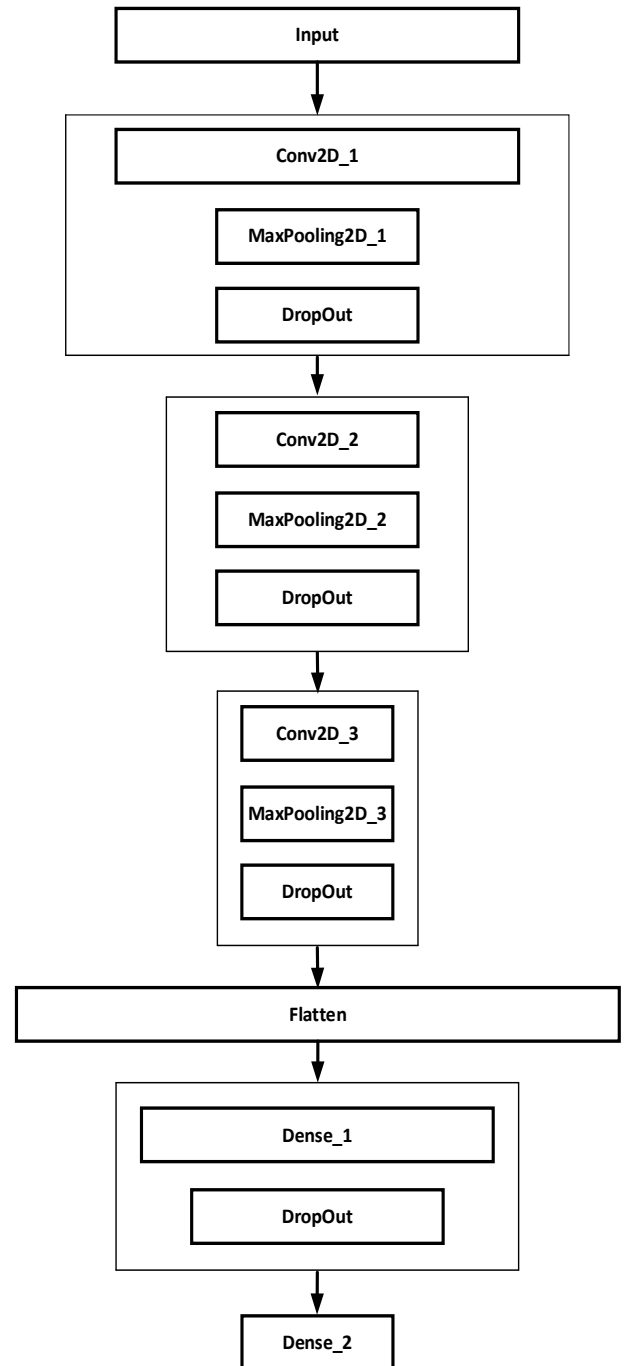 Input
Conv2D_1
MaxPooling2D_1
DropOut
Conv2D_2
MaxPooling2D_2
DropOut
Conv2D_3
MaxPooling2D_3
DropOut
Flatten
Dense_1
DropOut
Dense_2